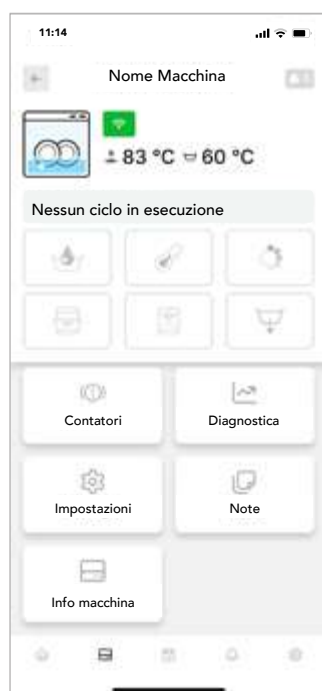 11:14
Nome Macchina
83 °C 60 °C
Nessun ciclo in esecuzione
Contatori
Diagnostica
Impostazioni
Note
Info macchina